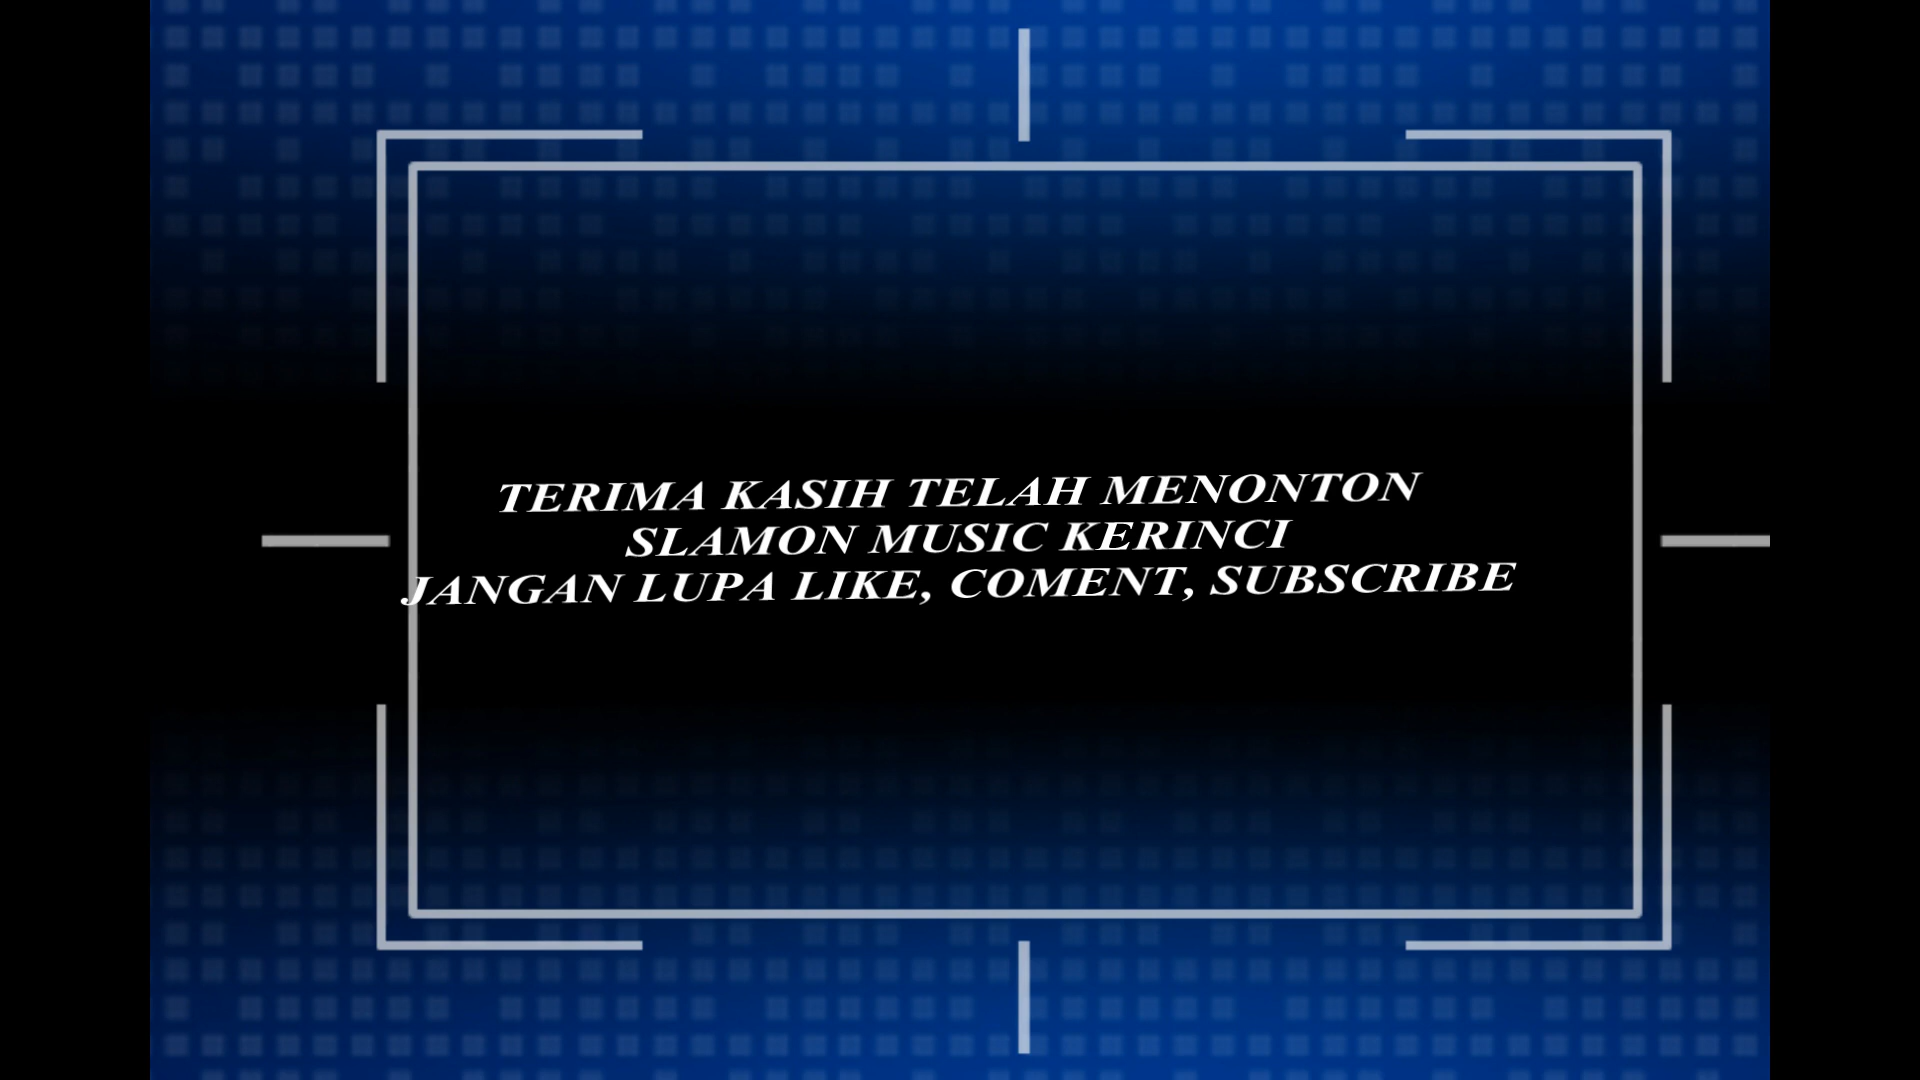 TERIMA KASIH TELAH MENONTON
SLAMON MUSIC KERINCI
JANGAN LUPA LIKE, COMENT, SUBSCRIBE